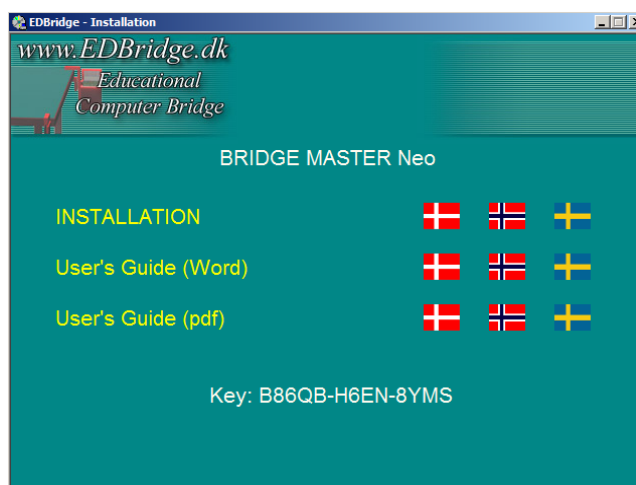 EDBridge - Installation
www.EDBridge.dk
Educational
Computer Bridge
BRIDGE MASTER Neo
INSTALLATION
User's Guide (Word)
User's Guide (pdf)
Key: B86QB-H6EN-8YMS